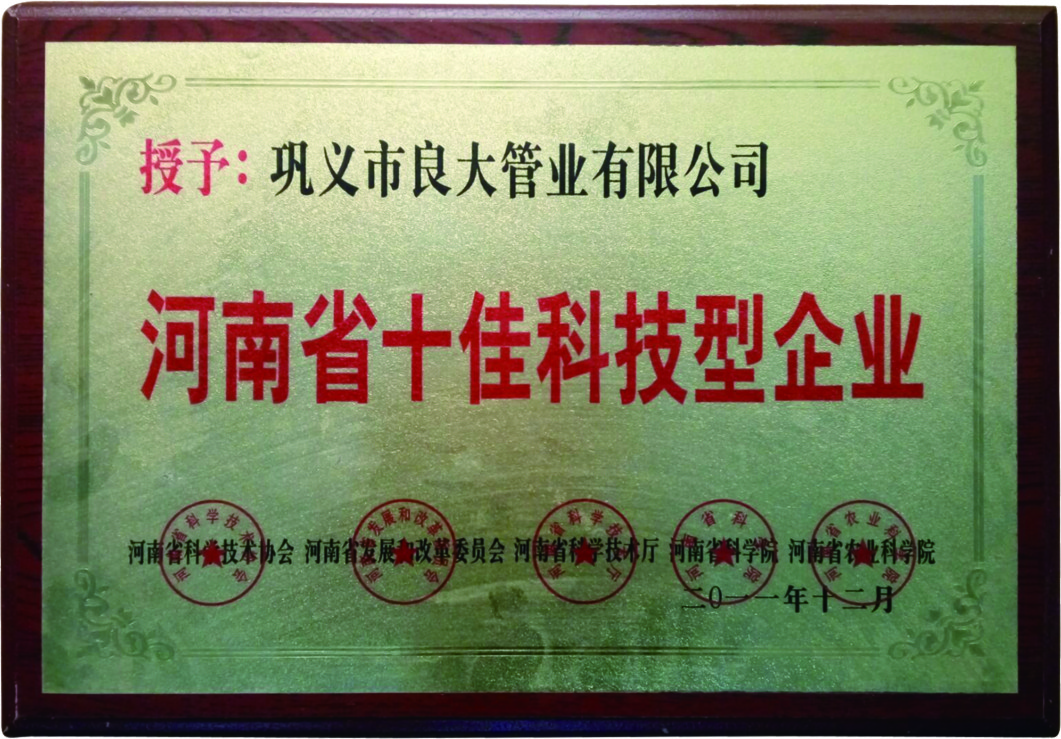 授予：巩义市良大管业有限公司
河南省十佳科技型企业
河南省科学技术协会 河南省发展和改革委员会 河南省科学技术厅 河南省科学院 河南省农业科学院
二0一一年十二月